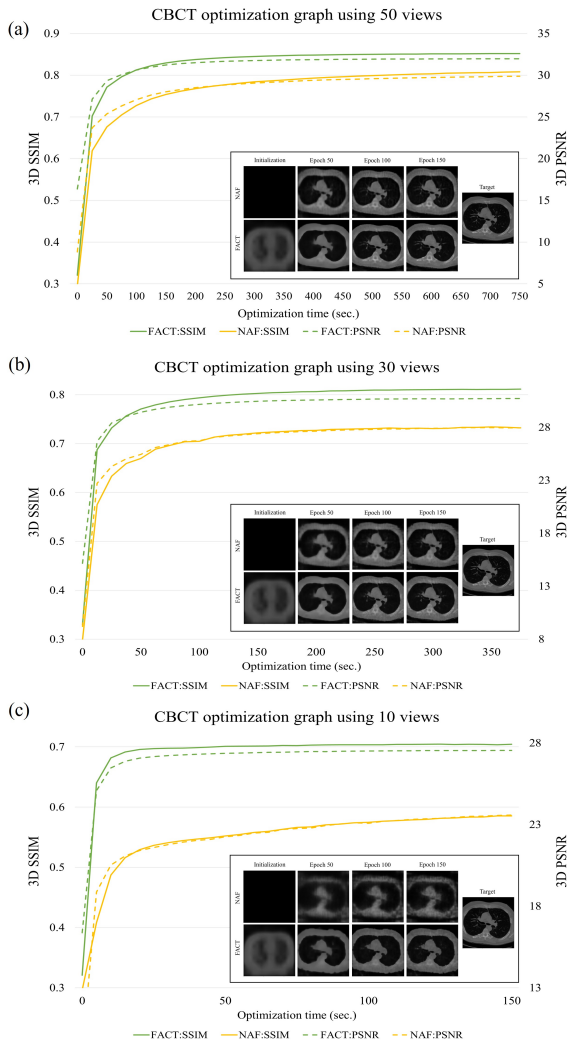 (a)
CBCT optimization graph using 50 views
0.9
0.8
0.7
0.6
0.5
0.4
0.3
3D SSIM
35
30
25
20
15
10
5
3D PSNR
Initialization Epoch 50 Epoch 100 Epoch 150
Target
NAF
FACT
0 50 100 150 200 250 300 350 400 450 500 550 600 650 700 750
Optimization time (sec.)
FACT:SSIM NAF:SSIM FACT:PSNR NAF:PSNR
(b)
CBCT optimization graph using 30 views
0.8
0.7
0.6
0.5
0.4
0.3
3D SSIM
28
23
18
13
8
3D PSNR
Initialization Epoch 50 Epoch 100 Epoch 150
Target
NAF
FACT
0 50 100 150 200 250 300 350
Optimization time (sec.)
FACT:SSIM NAF:SSIM FACT:PSNR NAF:PSNR
(c)
CBCT optimization graph using 10 views
0.7
0.6
0.5
0.4
0.3
3D SSIM
28
23
18
13
3D PSNR
Initialization Epoch 50 Epoch 100 Epoch 150
Target
NAF
FACT
0 50 100 150
Optimization time (sec.)
FACT:SSIM NAF:SSIM FACT:PSNR NAF:PSNR